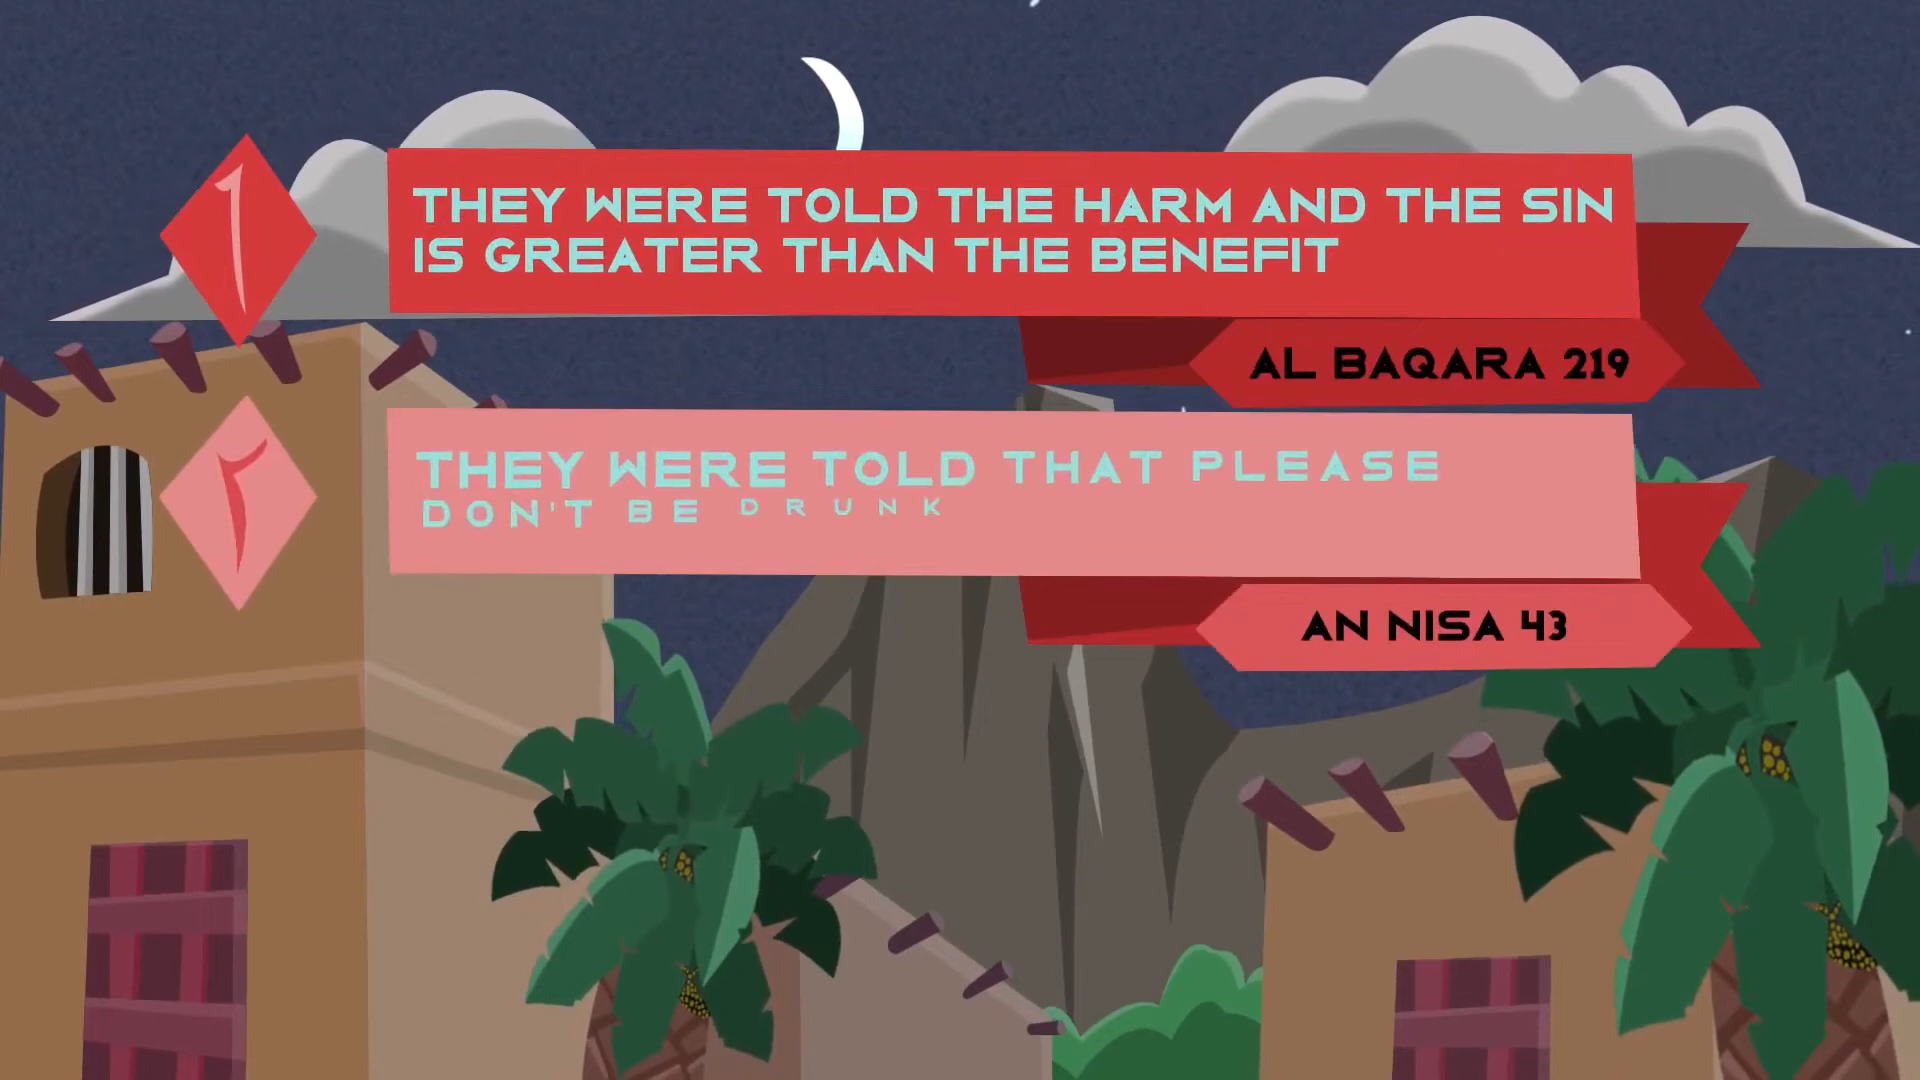 ١
THEY WERE TOLD THE HARM AND THE SIN
IS GREATER THAN THE BENEFIT
AL BAQARA 219
٢
THEY WERE TOLD THAT PLEASE
DON'T BE DRUNK
AN NISA 43